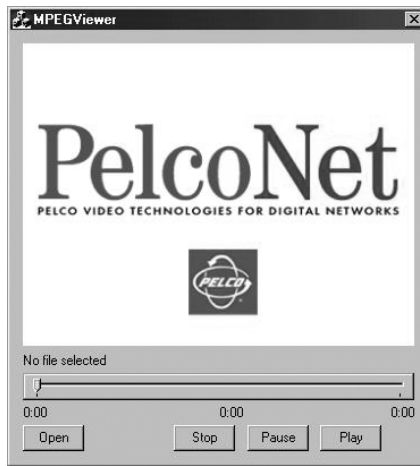 MPEGViewer
PelcoNet
PELCO VIDEO TECHNOLOGIES FOR DIGITAL NETWORKS
PELCO
No file selected
0:00 0:00 0:00
Open Stop Pause Play